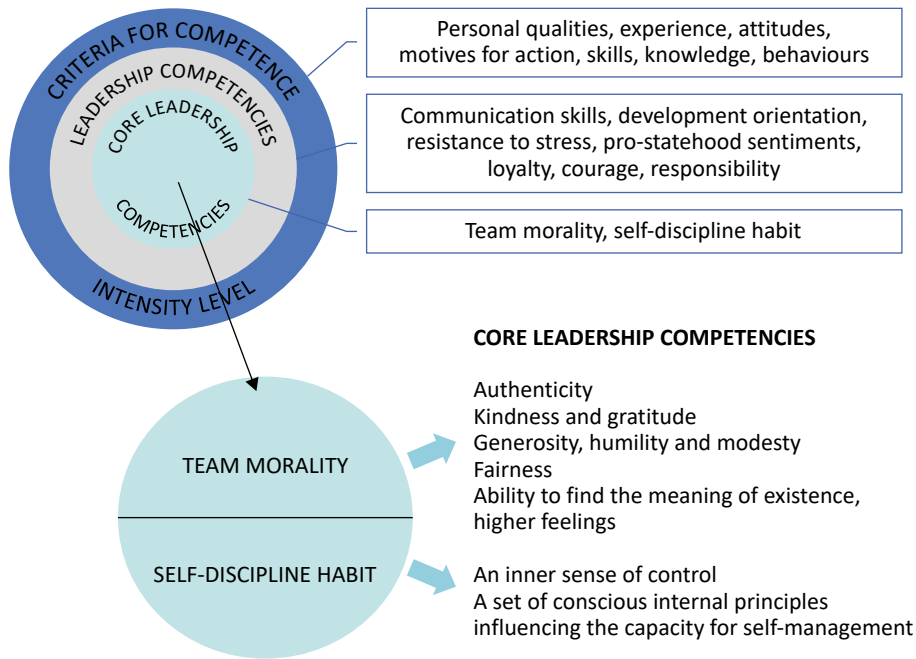 CRITERIA FOR COMPETENCE
INTENSITY LEVEL
LEADERSHIP COMPETENCIES
CORE LEADERSHIP
COMPETENCIES
Personal qualities, experience, attitudes,
motives for action, skills, knowledge, behaviours
Communication skills, development orientation,
resistance to stress, pro-statehood sentiments,
loyalty, courage, responsibility
Team morality, self-discipline habit
TEAM MORALITY
SELF-DISCIPLINE HABIT
CORE LEADERSHIP COMPETENCIES
Authenticity
Kindness and gratitude
Generosity, humility and modesty
Fairness
Ability to find the meaning of existence,
higher feelings
An inner sense of control
A set of conscious internal principles
influencing the capacity for self-management